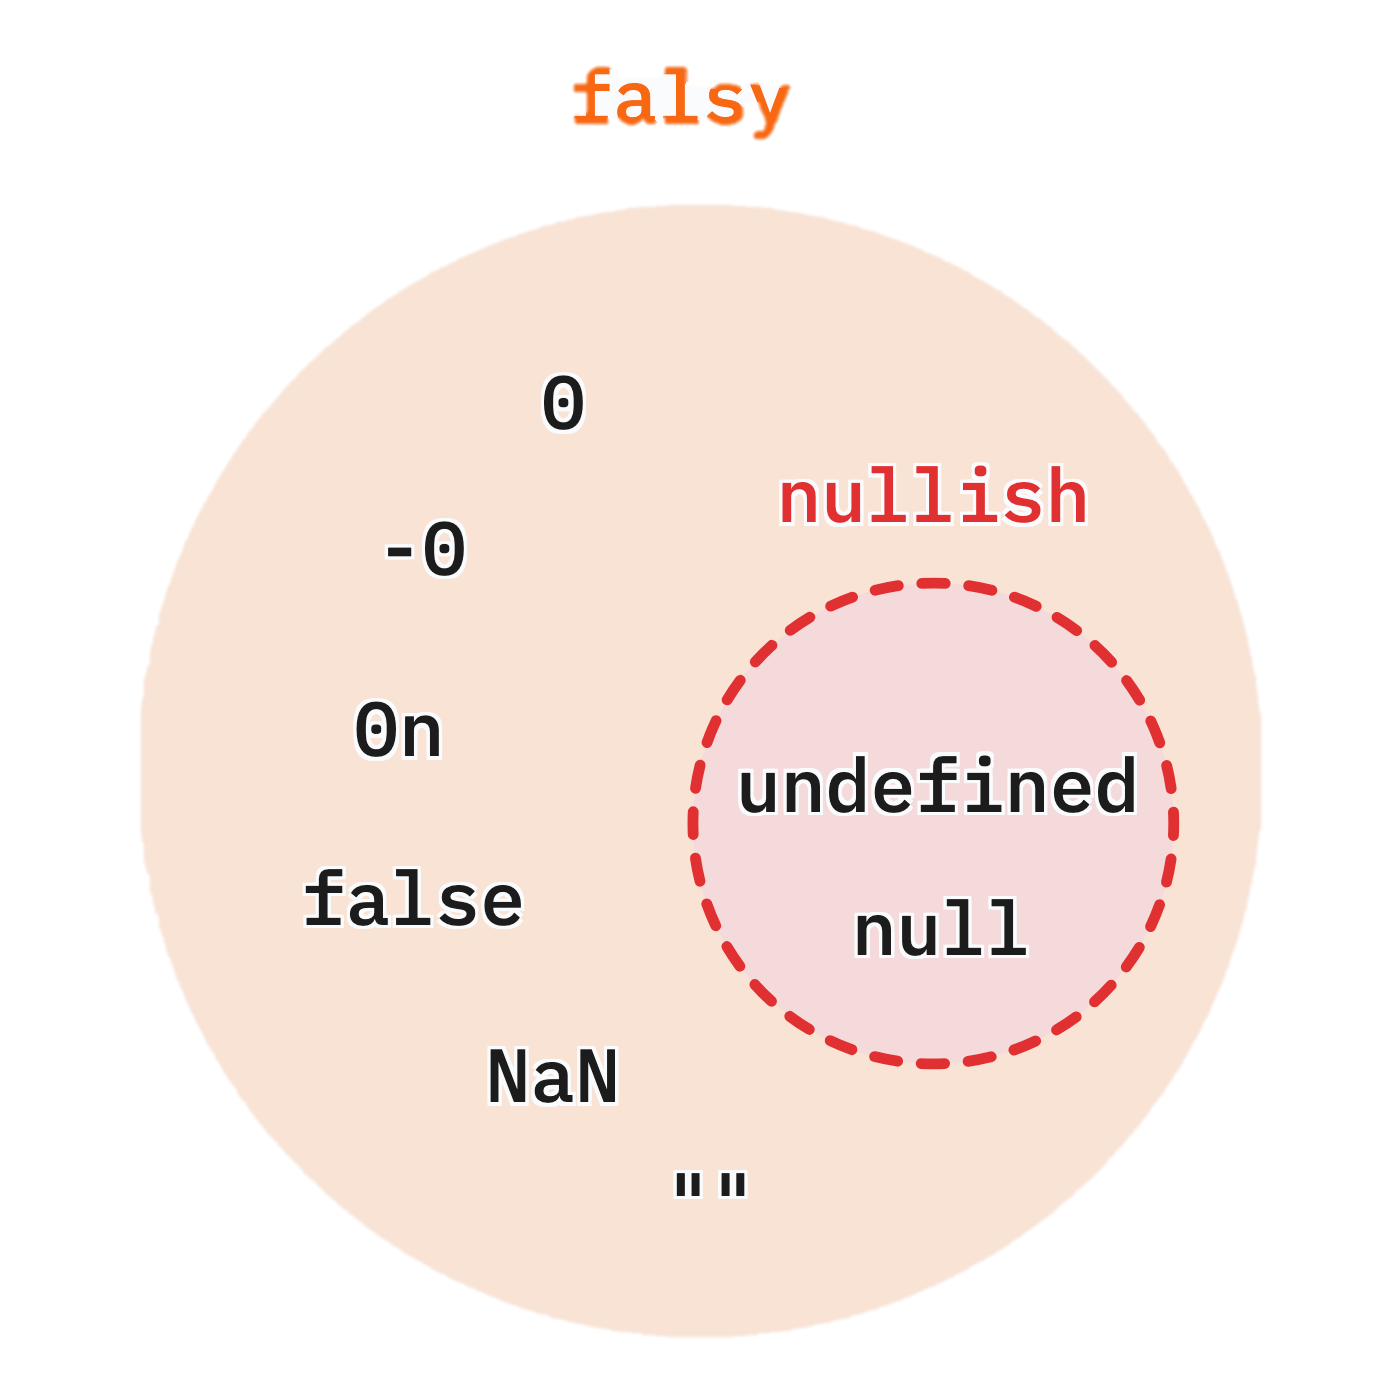 falsy
0
nullish
-0
0n
undefined
false
null
NaN
""